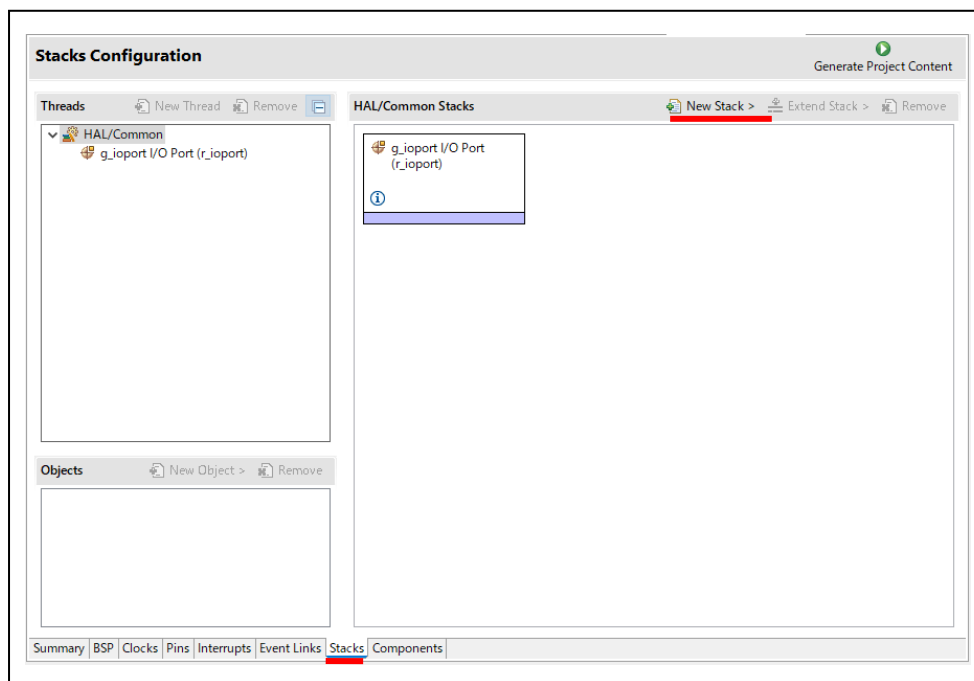 Stacks Configuration
Generate Project Content
Threads
New Thread
Remove
HAL/Common
g_ioport I/O Port (r_ioport)
HAL/Common Stacks
New Stack >
Extend Stack >
Remove
g_ioport I/O Port
(r_ioport)
Objects
New Object >
Remove
Summary
BSP
Clocks
Pins
Interrupts
Event Links
Stacks
Components